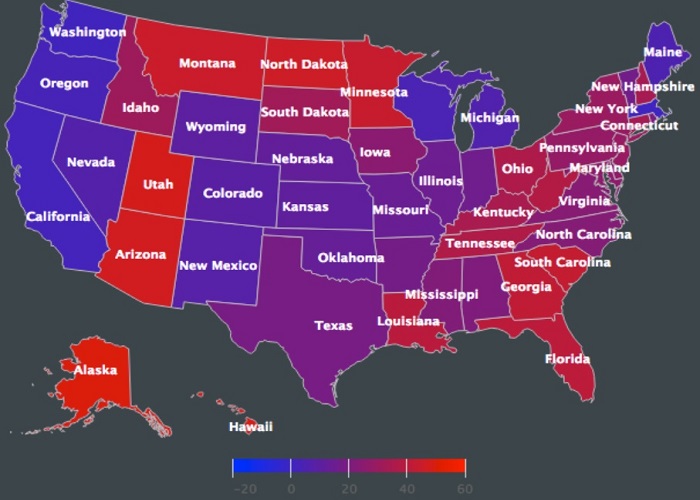 Washington
Maine
Montana
North Dakota
Oregon
Minnesota
New Hampshire
Idaho
South Dakota
New York
Wyoming
Michigan
Connecticut
Pennsylvania
Iowa
Nebraska
Nevada
Ohio
Maryland
Utah
Illinois
Colorado
Virginia
Kansas
Missouri
Kentucky
California
North Carolina
Tennessee
Arizona
Oklahoma
South Carolina
New Mexico
Georgia
Mississippi
Louisiana
Texas
Florida
Alaska
Hawaii
-20 0 20 40 60